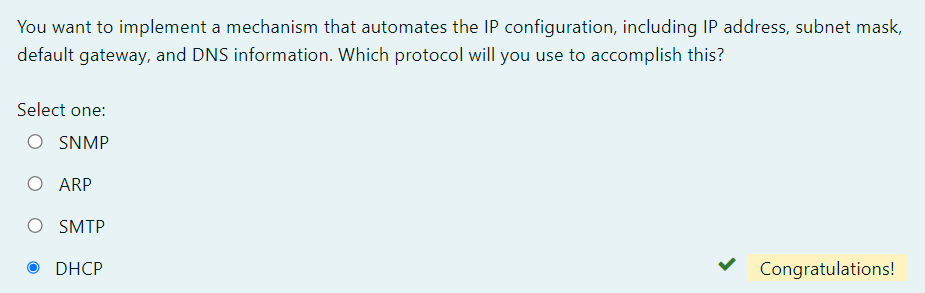 You want to implement a mechanism that automates the IP configuration, including IP address, subnet mask,
default gateway, and DNS information. Which protocol will you use to accomplish this?
Select one:
SNMP
ARP
SMTP
DHCP
Congratulations!